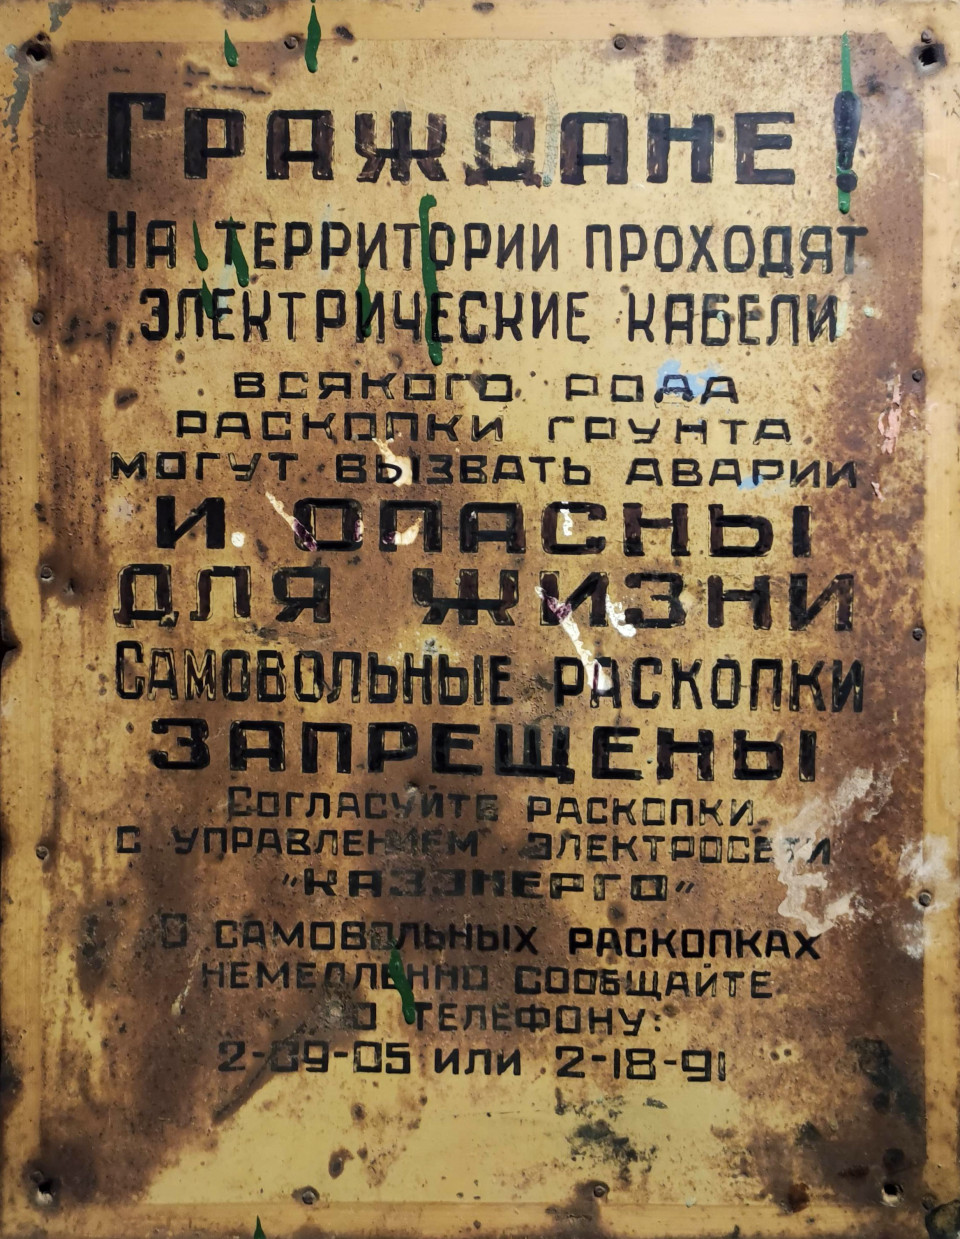 Граждане!
На территории проходят
электрические кабели
всякого рода
раскопки грунта
могут вызвать аварии
и опасны
для жизни
Самовольные раскопки
запрещены
Согласуйте раскопки
с управлением электросети
"Казэнерго"
О самовольных раскопках
немедленно сообщайте
по телефону:
2-09-05 или 2-18-91